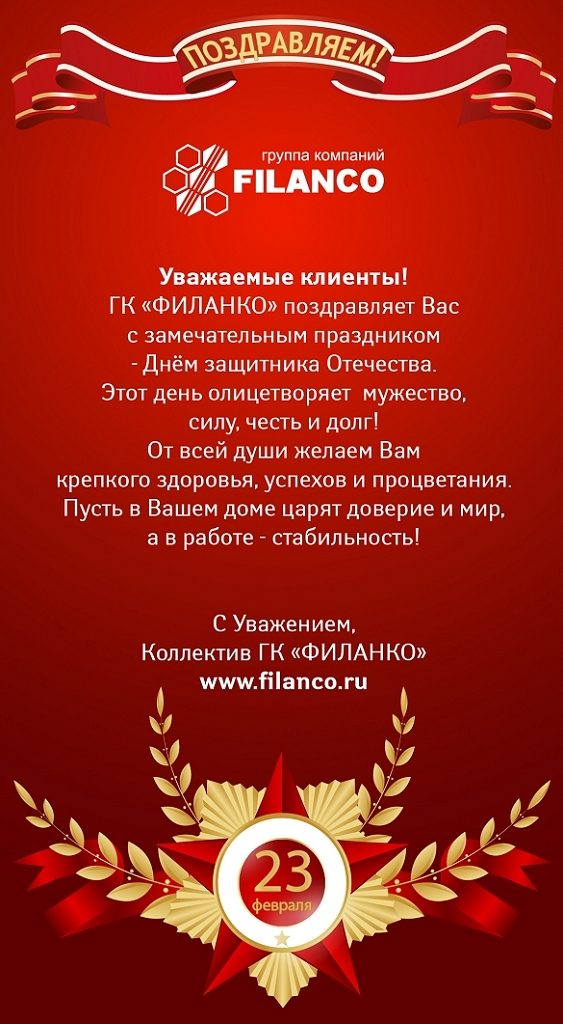 ПОЗДРАВЛЯЕМ!
группа компаний
FILANCO
Уважаемые клиенты!
ГК «ФИЛАНКО» поздравляет Вас
с замечательным праздником
- Днём защитника Отечества.
Этот день олицетворяет мужество,
силу, честь и долг!
От всей души желаем Вам
крепкого здоровья, успехов и процветания.
Пусть в Вашем доме царят доверие и мир,
а в работе - стабильность!
С Уважением,
Коллектив ГК «ФИЛАНКО»
www.filanco.ru
23
февраля